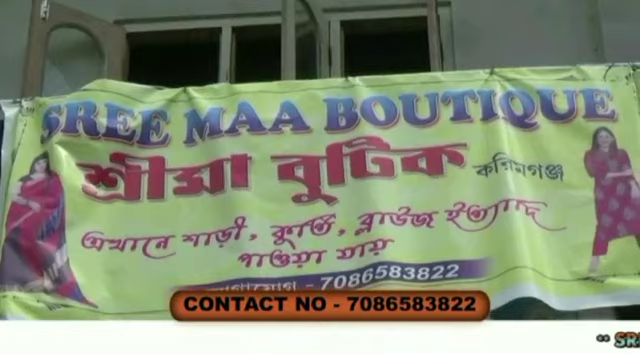 SREE MAA BOUTIQUE
শ্রীমা বুটিক করিমগঞ্জ
এখানে শাড়ী, কুর্তি, ব্লাউজ ইত্যাদি
পাওয়া যায়
যোগাযোগ - 7086583822
CONTACT NO - 7086583822